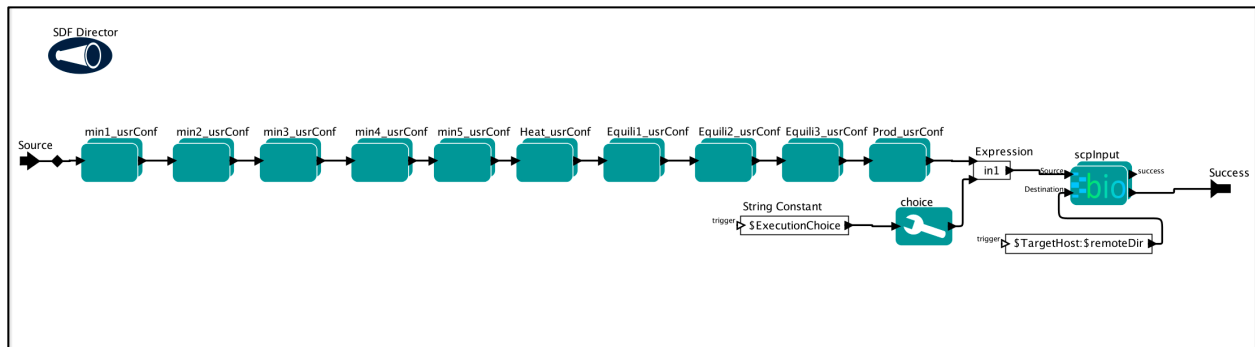 SDF Director
Source
min1_usrConf
min2_usrConf
min3_usrConf
min4_usrConf
min5_usrConf
Heat_usrConf
Equili1_usrConf
Equili2_usrConf
Equili3_usrConf
Prod_usrConf
Expression
in1
scpInput
Source
success
Destination
bio
Success
String Constant
trigger
$ExecutionChoice
choice
trigger
$TargetHost:$remoteDir